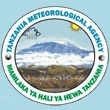 TANZANIA METEOROLOGICAL AGENCY
MAMLAKA YA HALI YA HEWA TANZANIA